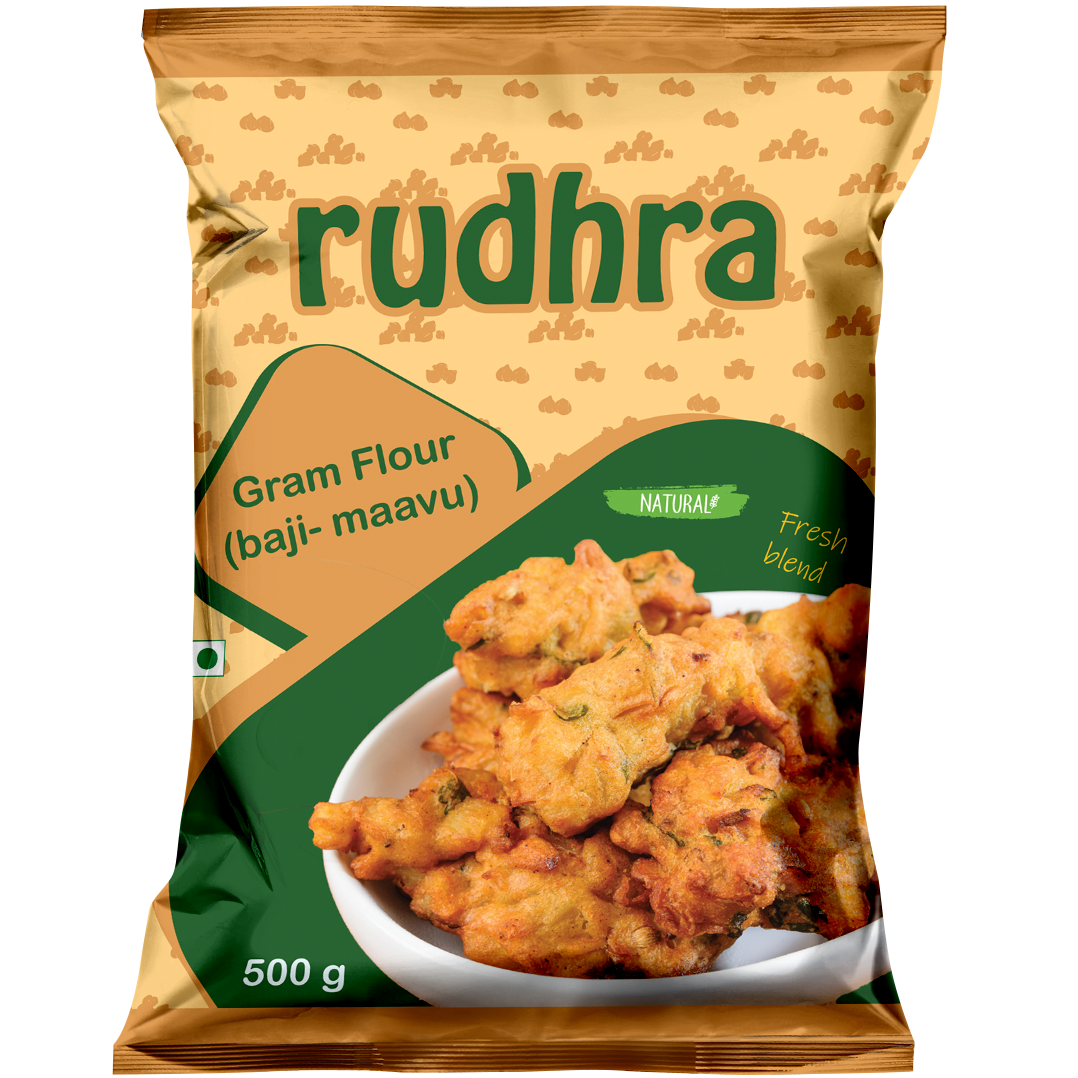 rudhra
Gram Flour
(baji- maavu)
NATURAL
Fresh
blend
500 g